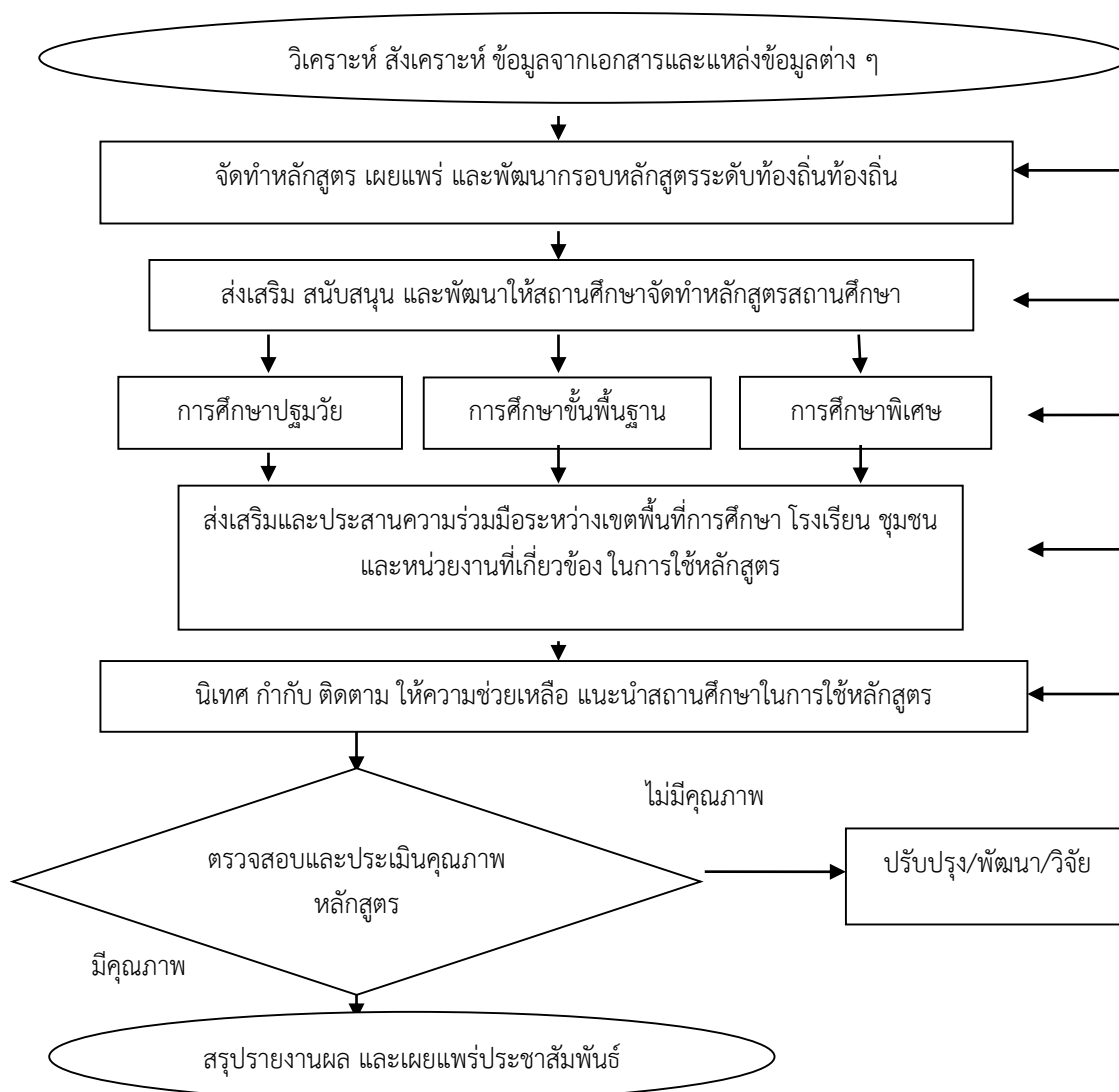 วิเคราะห์ สังเคราะห์ ข้อมูลจากเอกสารและแหล่งข้อมูลต่าง ๆ
จัดทำหลักสูตร เผยแพร่ และพัฒนากรอบหลักสูตรระดับท้องถิ่นท้องถิ่น
ส่งเสริม สนับสนุน และพัฒนาให้สถานศึกษาจัดทำหลักสูตรสถานศึกษา
การศึกษาปฐมวัย
การศึกษาขั้นพื้นฐาน
การศึกษาพิเศษ
ส่งเสริมและประสานความร่วมมือระหว่างเขตพื้นที่การศึกษา โรงเรียน ชุมชน
และหน่วยงานที่เกี่ยวข้อง ในการใช้หลักสูตร
นิเทศ กำกับ ติดตาม ให้ความช่วยเหลือ แนะนำสถานศึกษาในการใช้หลักสูตร
ไม่มีคุณภาพ
ตรวจสอบและประเมินคุณภาพ
หลักสูตร
ปรับปรุง/พัฒนา/วิจัย
มีคุณภาพ
สรุปรายงานผล และเผยแพร่ประชาสัมพันธ์